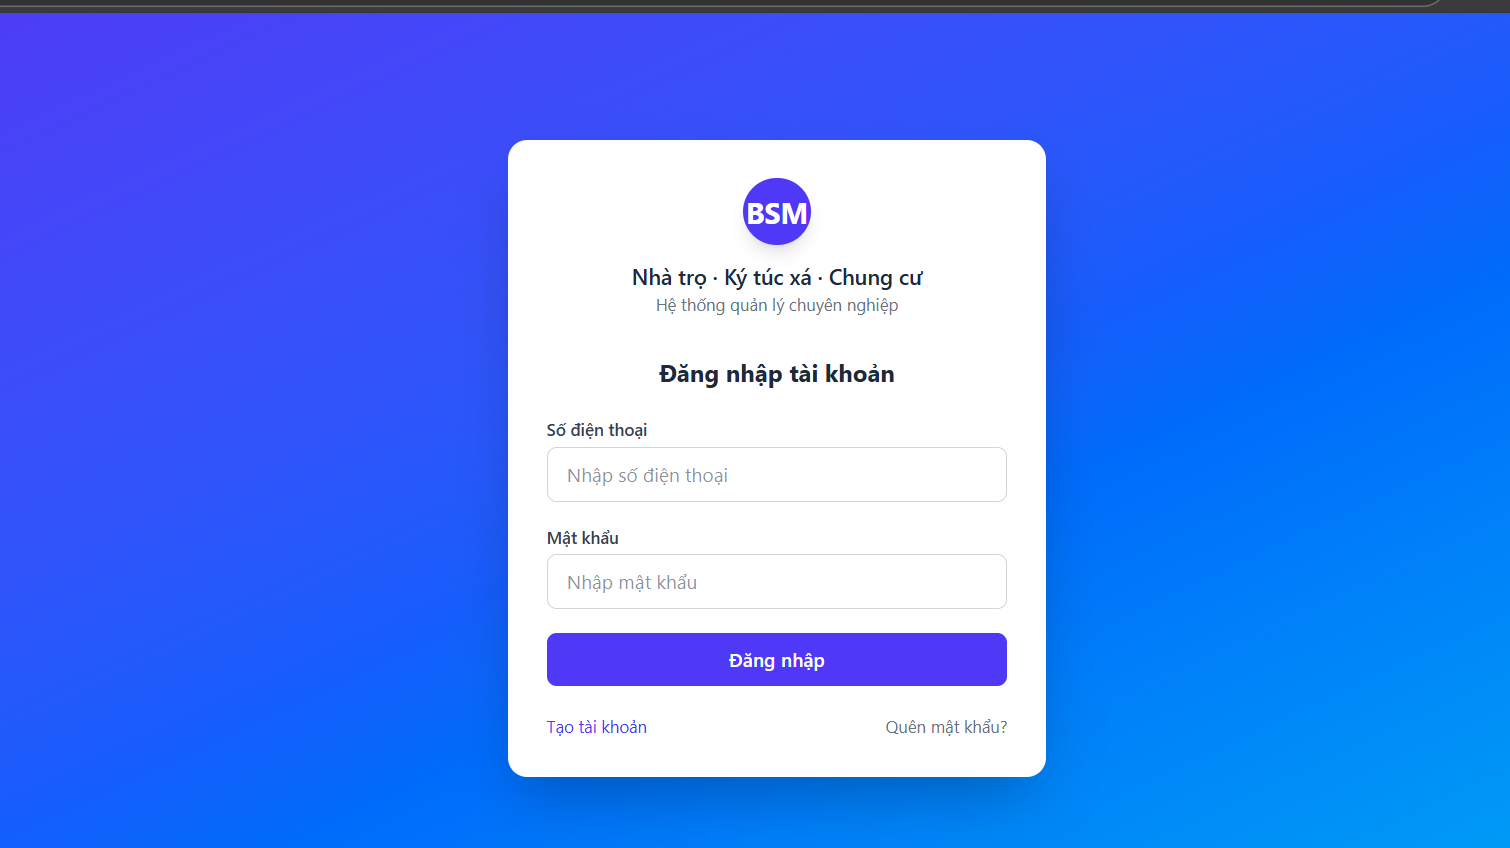 BSM
Nhà trọ · Ký túc xá · Chung cư
Hệ thống quản lý chuyên nghiệp
Đăng nhập tài khoản
Số điện thoại
Nhập số điện thoại
Mật khẩu
Nhập mật khẩu
Đăng nhập
Tạo tài khoản
Quên mật khẩu?